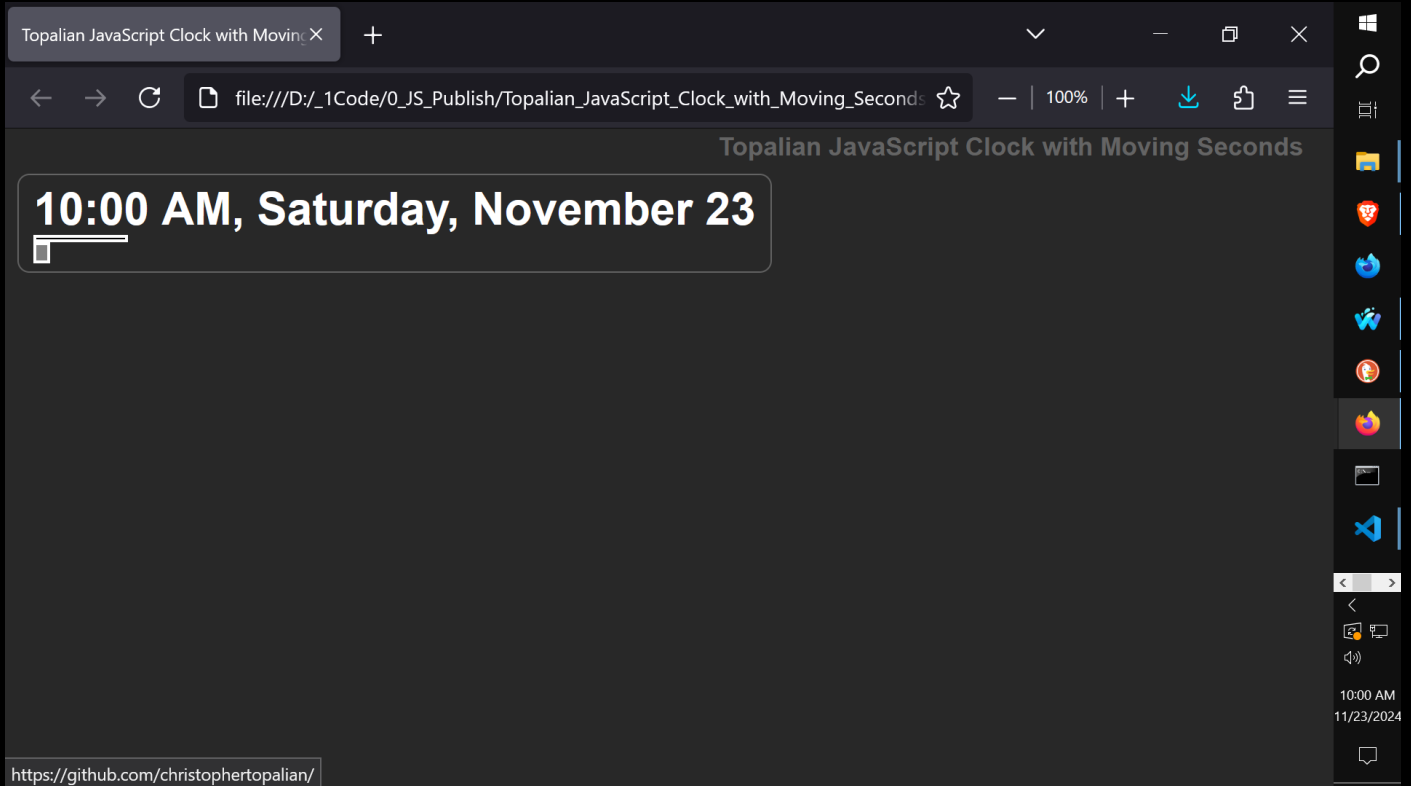 Topalian JavaScript Clock with Moving
file:///D:/_1Code/0_JS_Publish/Topalian_JavaScript_Clock_with_Moving_Seconds
100%
Topalian JavaScript Clock with Moving Seconds
10:00 AM, Saturday, November 23
10:00 AM
11/23/2024
https://github.com/christophertopalian/